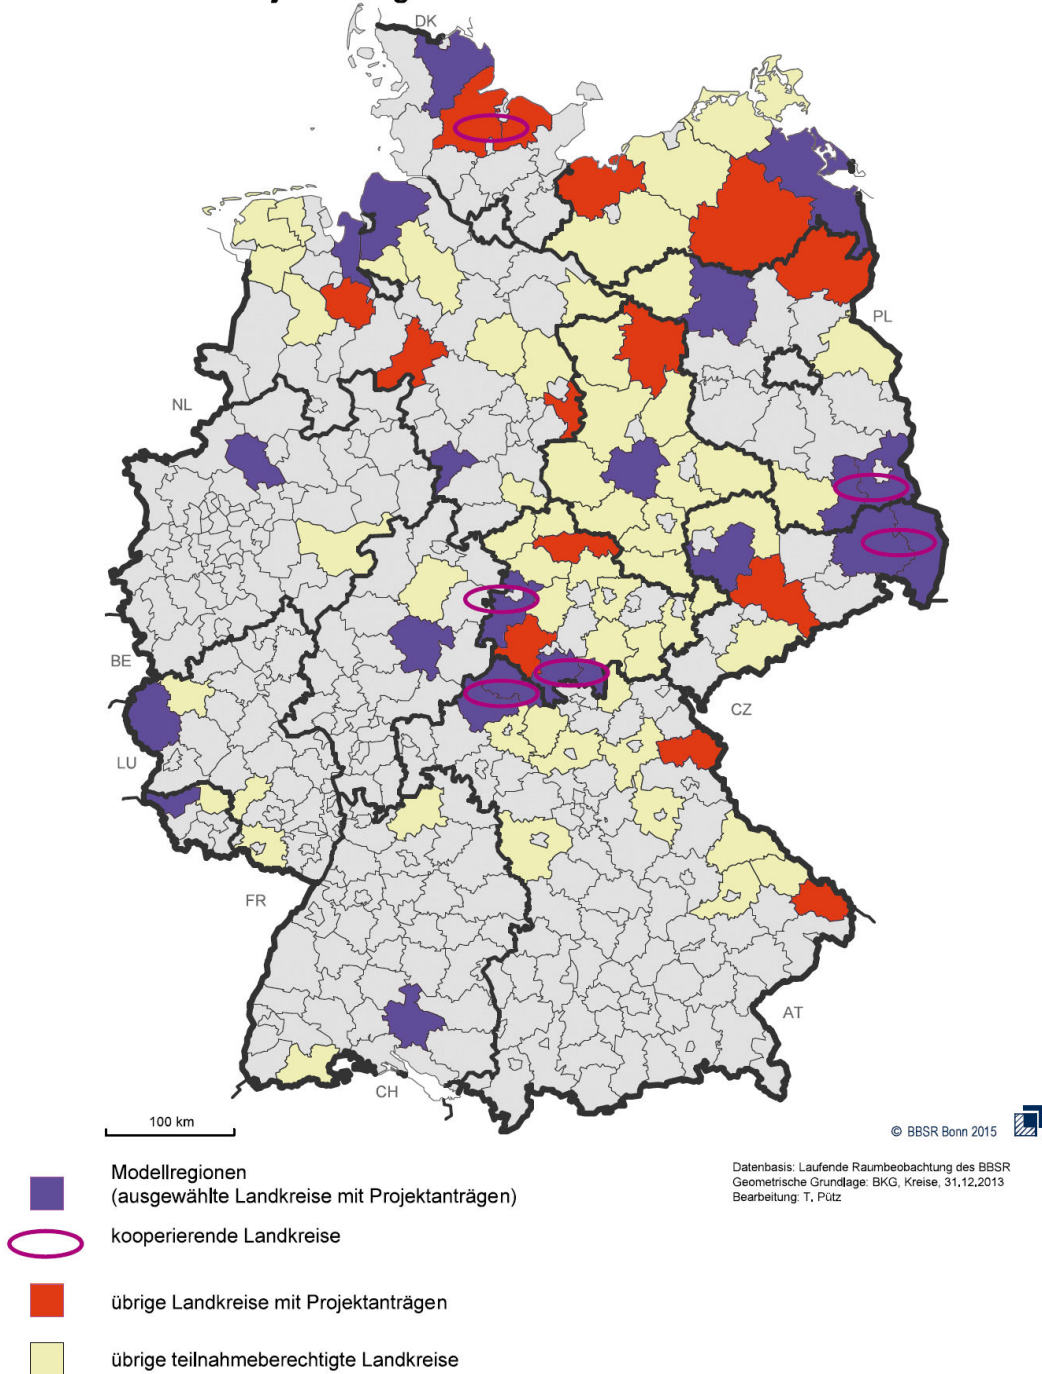 DK
PL
NL
BE
LU
CZ
FR
AT
CH
100 km
© BBSR Bonn 2015
Modellregionen
(ausgewählte Landkreise mit Projektanträgen)
kooperierende Landkreise
übrige Landkreise mit Projektanträgen
übrige teilnahmeberechtigte Landkreise
Datenbasis: Laufende Raumbeobachtung des BBSR
Geometrische Grundlage: BKG, Kreise, 31.12.2013
Bearbeitung: T. Pütz